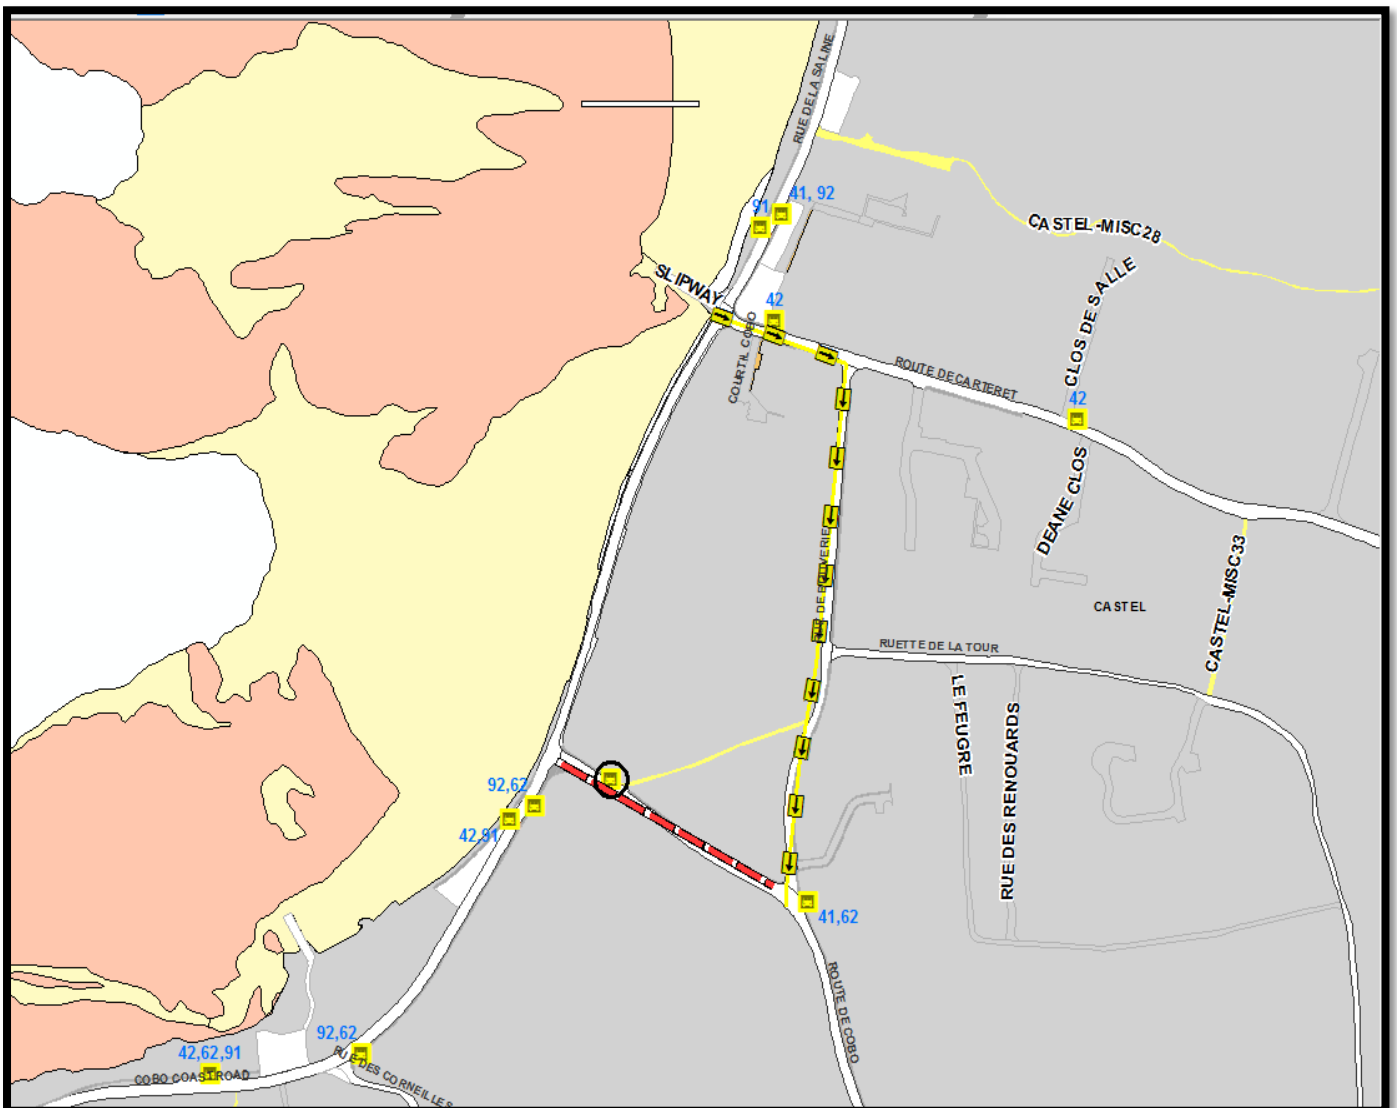 RUE DE LA SALINE
41, 92
91
CASTEL-MISC28
SLIPWAY
CLOS DE SALLE
42
COURTIL COBO
ROUTE DE CARTERET
42
DEANE CLOS
CASTEL-MISC33
CASTEL
RUETTE DE LA TOUR
LE FEUGRE
RUE DES RENOUARDS
92,62
42,91
41,62
ROUTE DE COBO
92,62
42,62,91
COBO COAST ROAD
RUE DES CORNEILLES